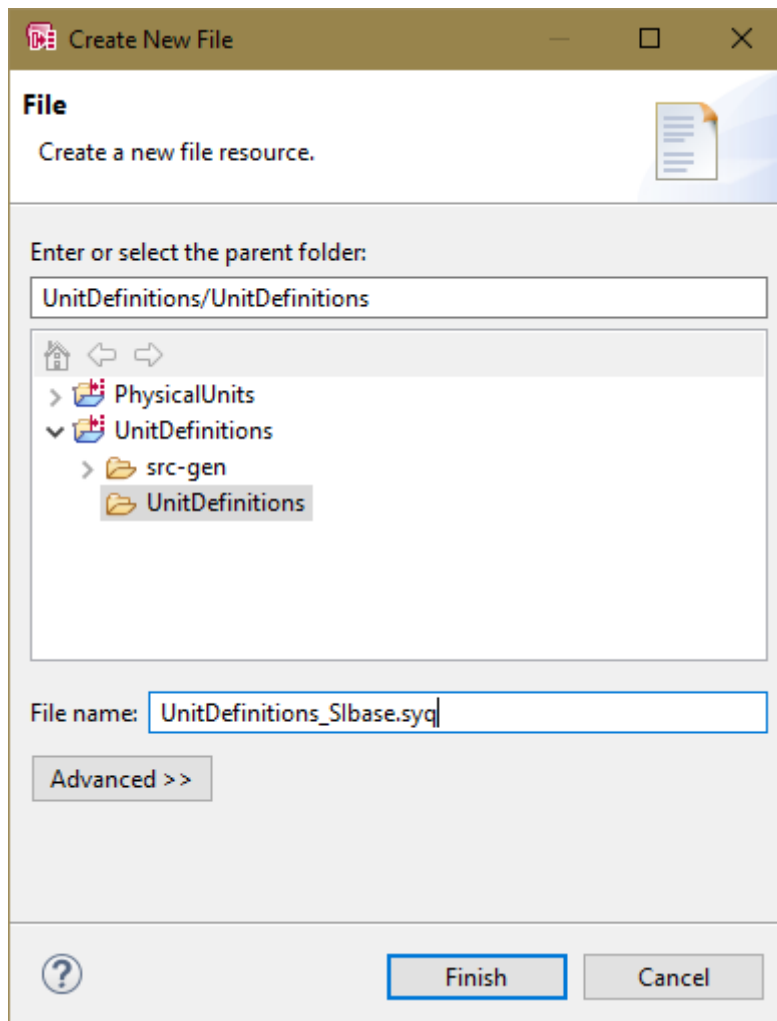 Create New File
File
Create a new file resource.
Enter or select the parent folder:
UnitDefinitions/UnitDefinitions
PhysicalUnits
UnitDefinitions
src-gen
UnitDefinitions
File name: UnitDefinitions_SIbase.syq
Advanced >>
Finish Cancel